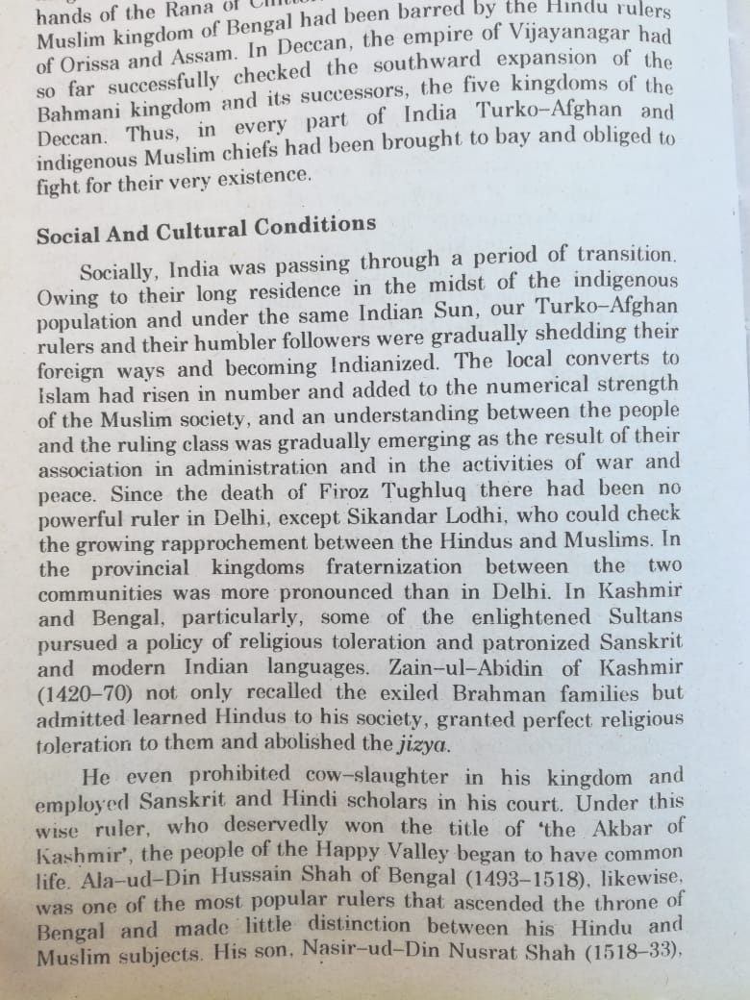 hands of the Rana of
Muslim kingdom of Bengal had been barred by the Hindu rulers
of Orissa and Assam. In Deccan, the empire of Vijayanagar had
so far successfully checked the southward expansion of the
Bahmani kingdom and its successors, the five kingdoms of the
Deccan. Thus, in every part of India Turko–Afghan and
indigenous Muslim chiefs had been brought to bay and obliged to
fight for their very existence.
Social And Cultural Conditions
Socially, India was passing through a period of transition.
Owing to their long residence in the midst of the indigenous
population and under the same Indian Sun, our Turko–Afghan
rulers and their humbler followers were gradually shedding their
foreign ways and becoming Indianized. The local converts to
Islam had risen in number and added to the numerical strength
of the Muslim society, and an understanding between the people
and the ruling class was gradually emerging as the result of their
association in administration and in the activities of war and
peace. Since the death of Firoz Tughluq there had been no
powerful ruler in Delhi, except Sikandar Lodhi, who could check
the growing rapprochement between the Hindus and Muslims. In
the provincial kingdoms fraternization between the two
communities was more pronounced than in Delhi. In Kashmir
and Bengal, particularly, some of the enlightened Sultans
pursued a policy of religious toleration and patronized Sanskrit
and modern Indian languages. Zain–ul–Abidin of Kashmir
(1420–70) not only recalled the exiled Brahman families but
admitted learned Hindus to his society, granted perfect religious
toleration to them and abolished the jizya.
He even prohibited cow–slaughter in his kingdom and
employed Sanskrit and Hindi scholars in his court. Under this
wise ruler, who deservedly won the title of 'the Akbar of
Kashmir', the people of the Happy Valley began to have common
life. Ala–ud–Din Hussain Shah of Bengal (1493–1518), likewise,
was one of the most popular rulers that ascended the throne of
Bengal and made little distinction between his Hindu and
Muslim subjects. His son, Nasir–ud–Din Nusrat Shah (1518–33),